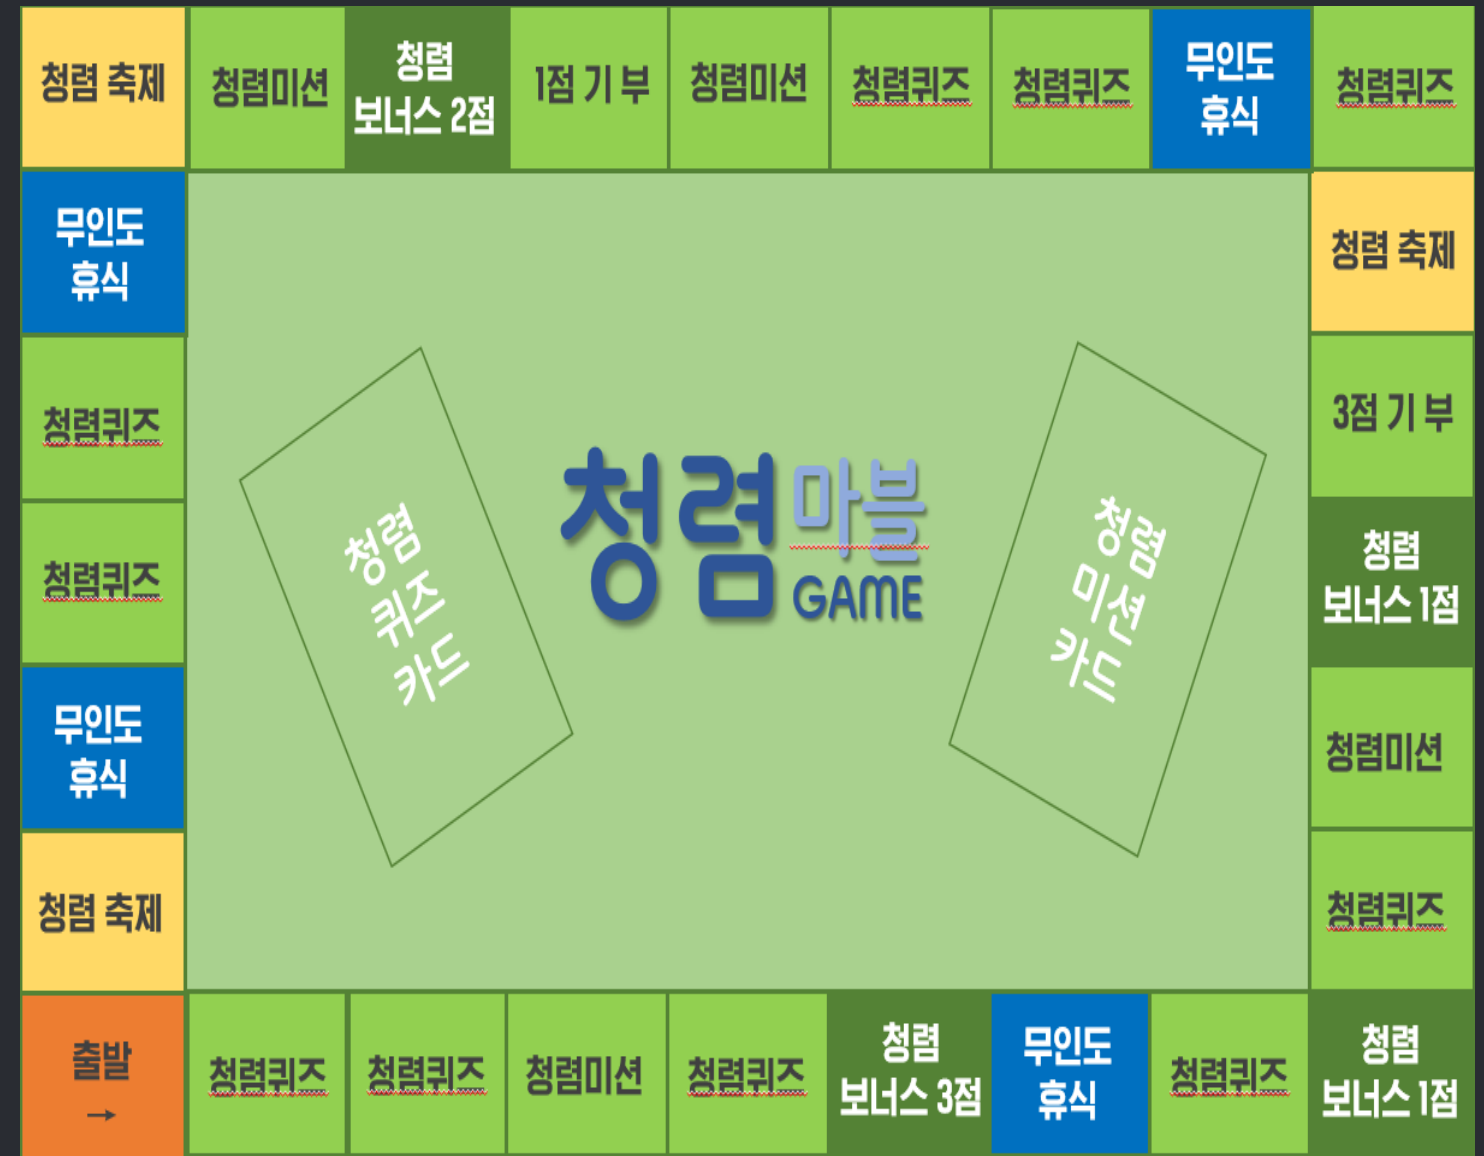 청렴 축제
청렴미션
청렴
보너스 2점
1점 기 부
청렴미션
청렴퀴즈
청렴퀴즈
무인도
휴식
청렴퀴즈
무인도
휴식
청렴 축제
청렴퀴즈
3점 기 부
청렴퀴즈
청렴
보너스 1점
무인도
휴식
청렴미션
청렴 축제
청렴퀴즈
청렴
퀴즈
카드
청렴마블
GAME
청렴
미션
카드
출발
→
청렴퀴즈
청렴퀴즈
청렴미션
청렴퀴즈
청렴
보너스 3점
무인도
휴식
청렴퀴즈
청렴
보너스 1점